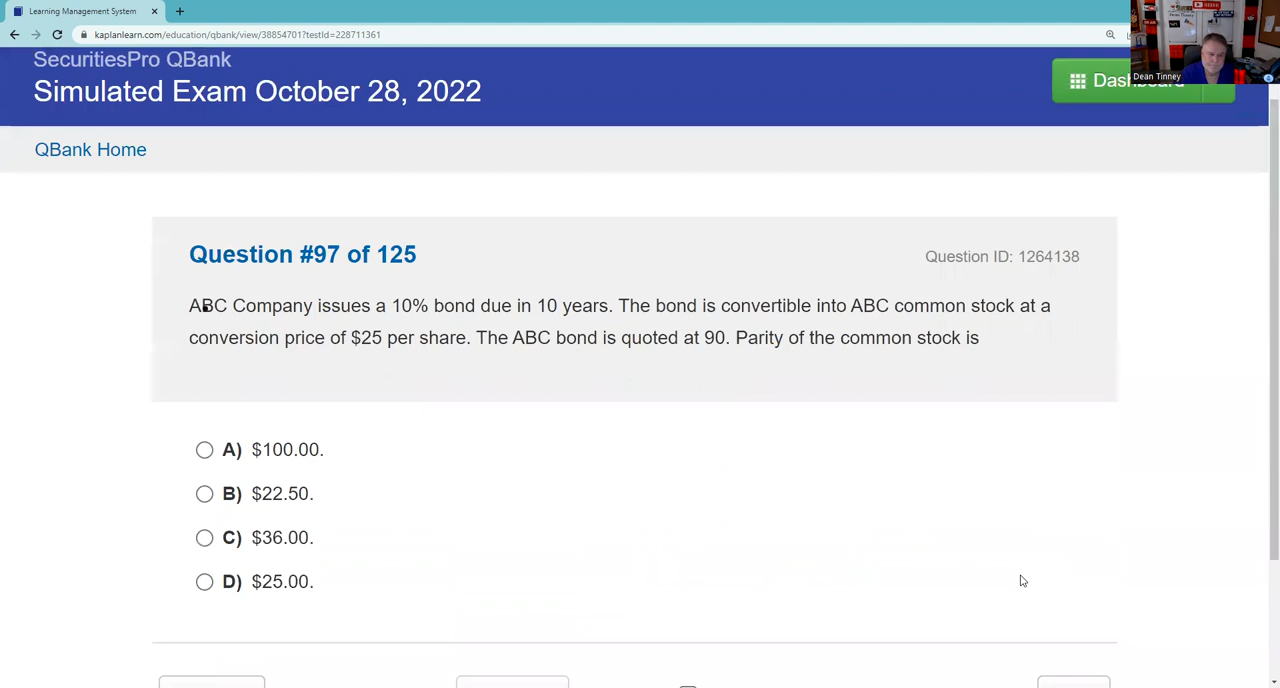 Learning Management System
kaplanlearn.com/education/qbank/view/38854701?testId=228711361
SecuritiesPro QBank
Simulated Exam October 28, 2022
Dean Tinney
QBank Home
Question #97 of 125
Question ID: 1264138
ABC Company issues a 10% bond due in 10 years. The bond is convertible into ABC common stock at a
conversion price of $25 per share. The ABC bond is quoted at 90. Parity of the common stock is
A) $100.00.
B) $22.50.
C) $36.00.
D) $25.00.